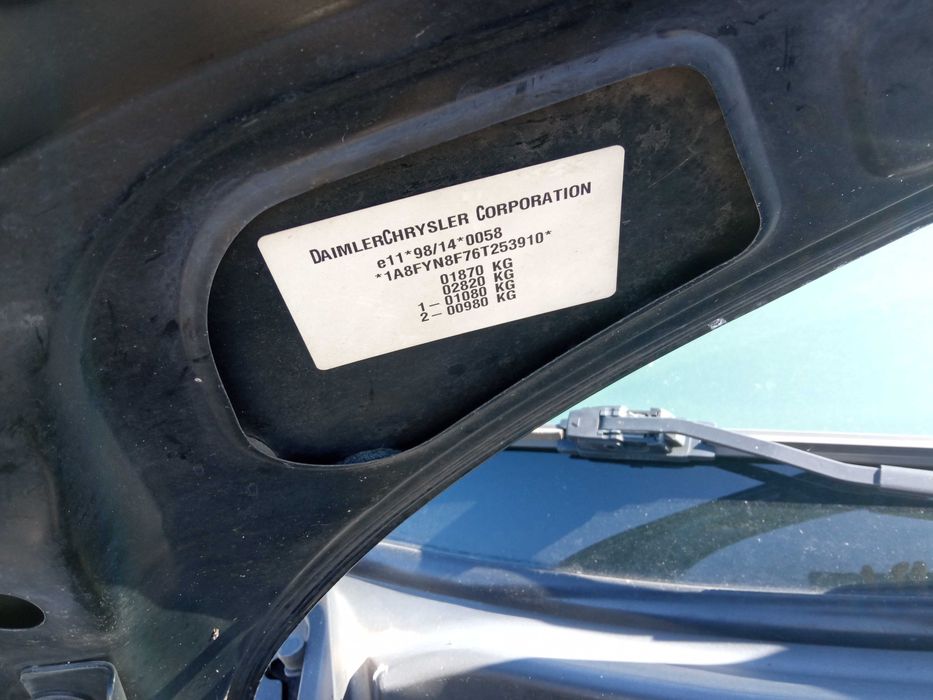 DAIMLERCHRYSLER CORPORATION
e11*98/14*0058
*1A8FYN8F76T253910*
01870 KG
02820 KG
1– 01080 KG
2– 00980 KG